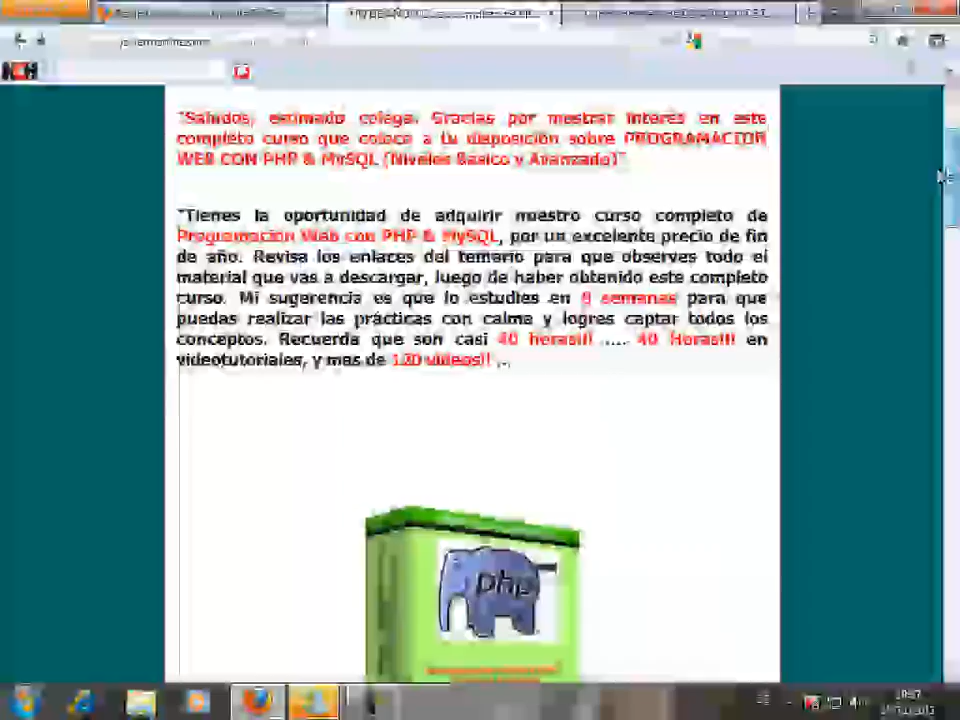 "Saludos, estimado colega. Gracias por mostrar interés en este
completo curso que coloco a tu disposición sobre PROGRAMACION
WEB CON PHP & MySQL (Niveles Básico y Avanzado)"
"Tienes la oportunidad de adquirir nuestro curso completo de
Programación Web con PHP & MySQL, por un excelente precio de fin
de año. Revisa los enlaces del temario para que observes todo el
material que vas a descargar, luego de haber obtenido este completo
curso. Mi sugerencia es que lo estudies en semanas para que
puedas realizar las prácticas con calma y logres captar todos los
conceptos. Recuerda que son casi 40 horas!!! ..... 40 Horas!!! en
videotutoriales, y mas de 120 videos!! ..
php